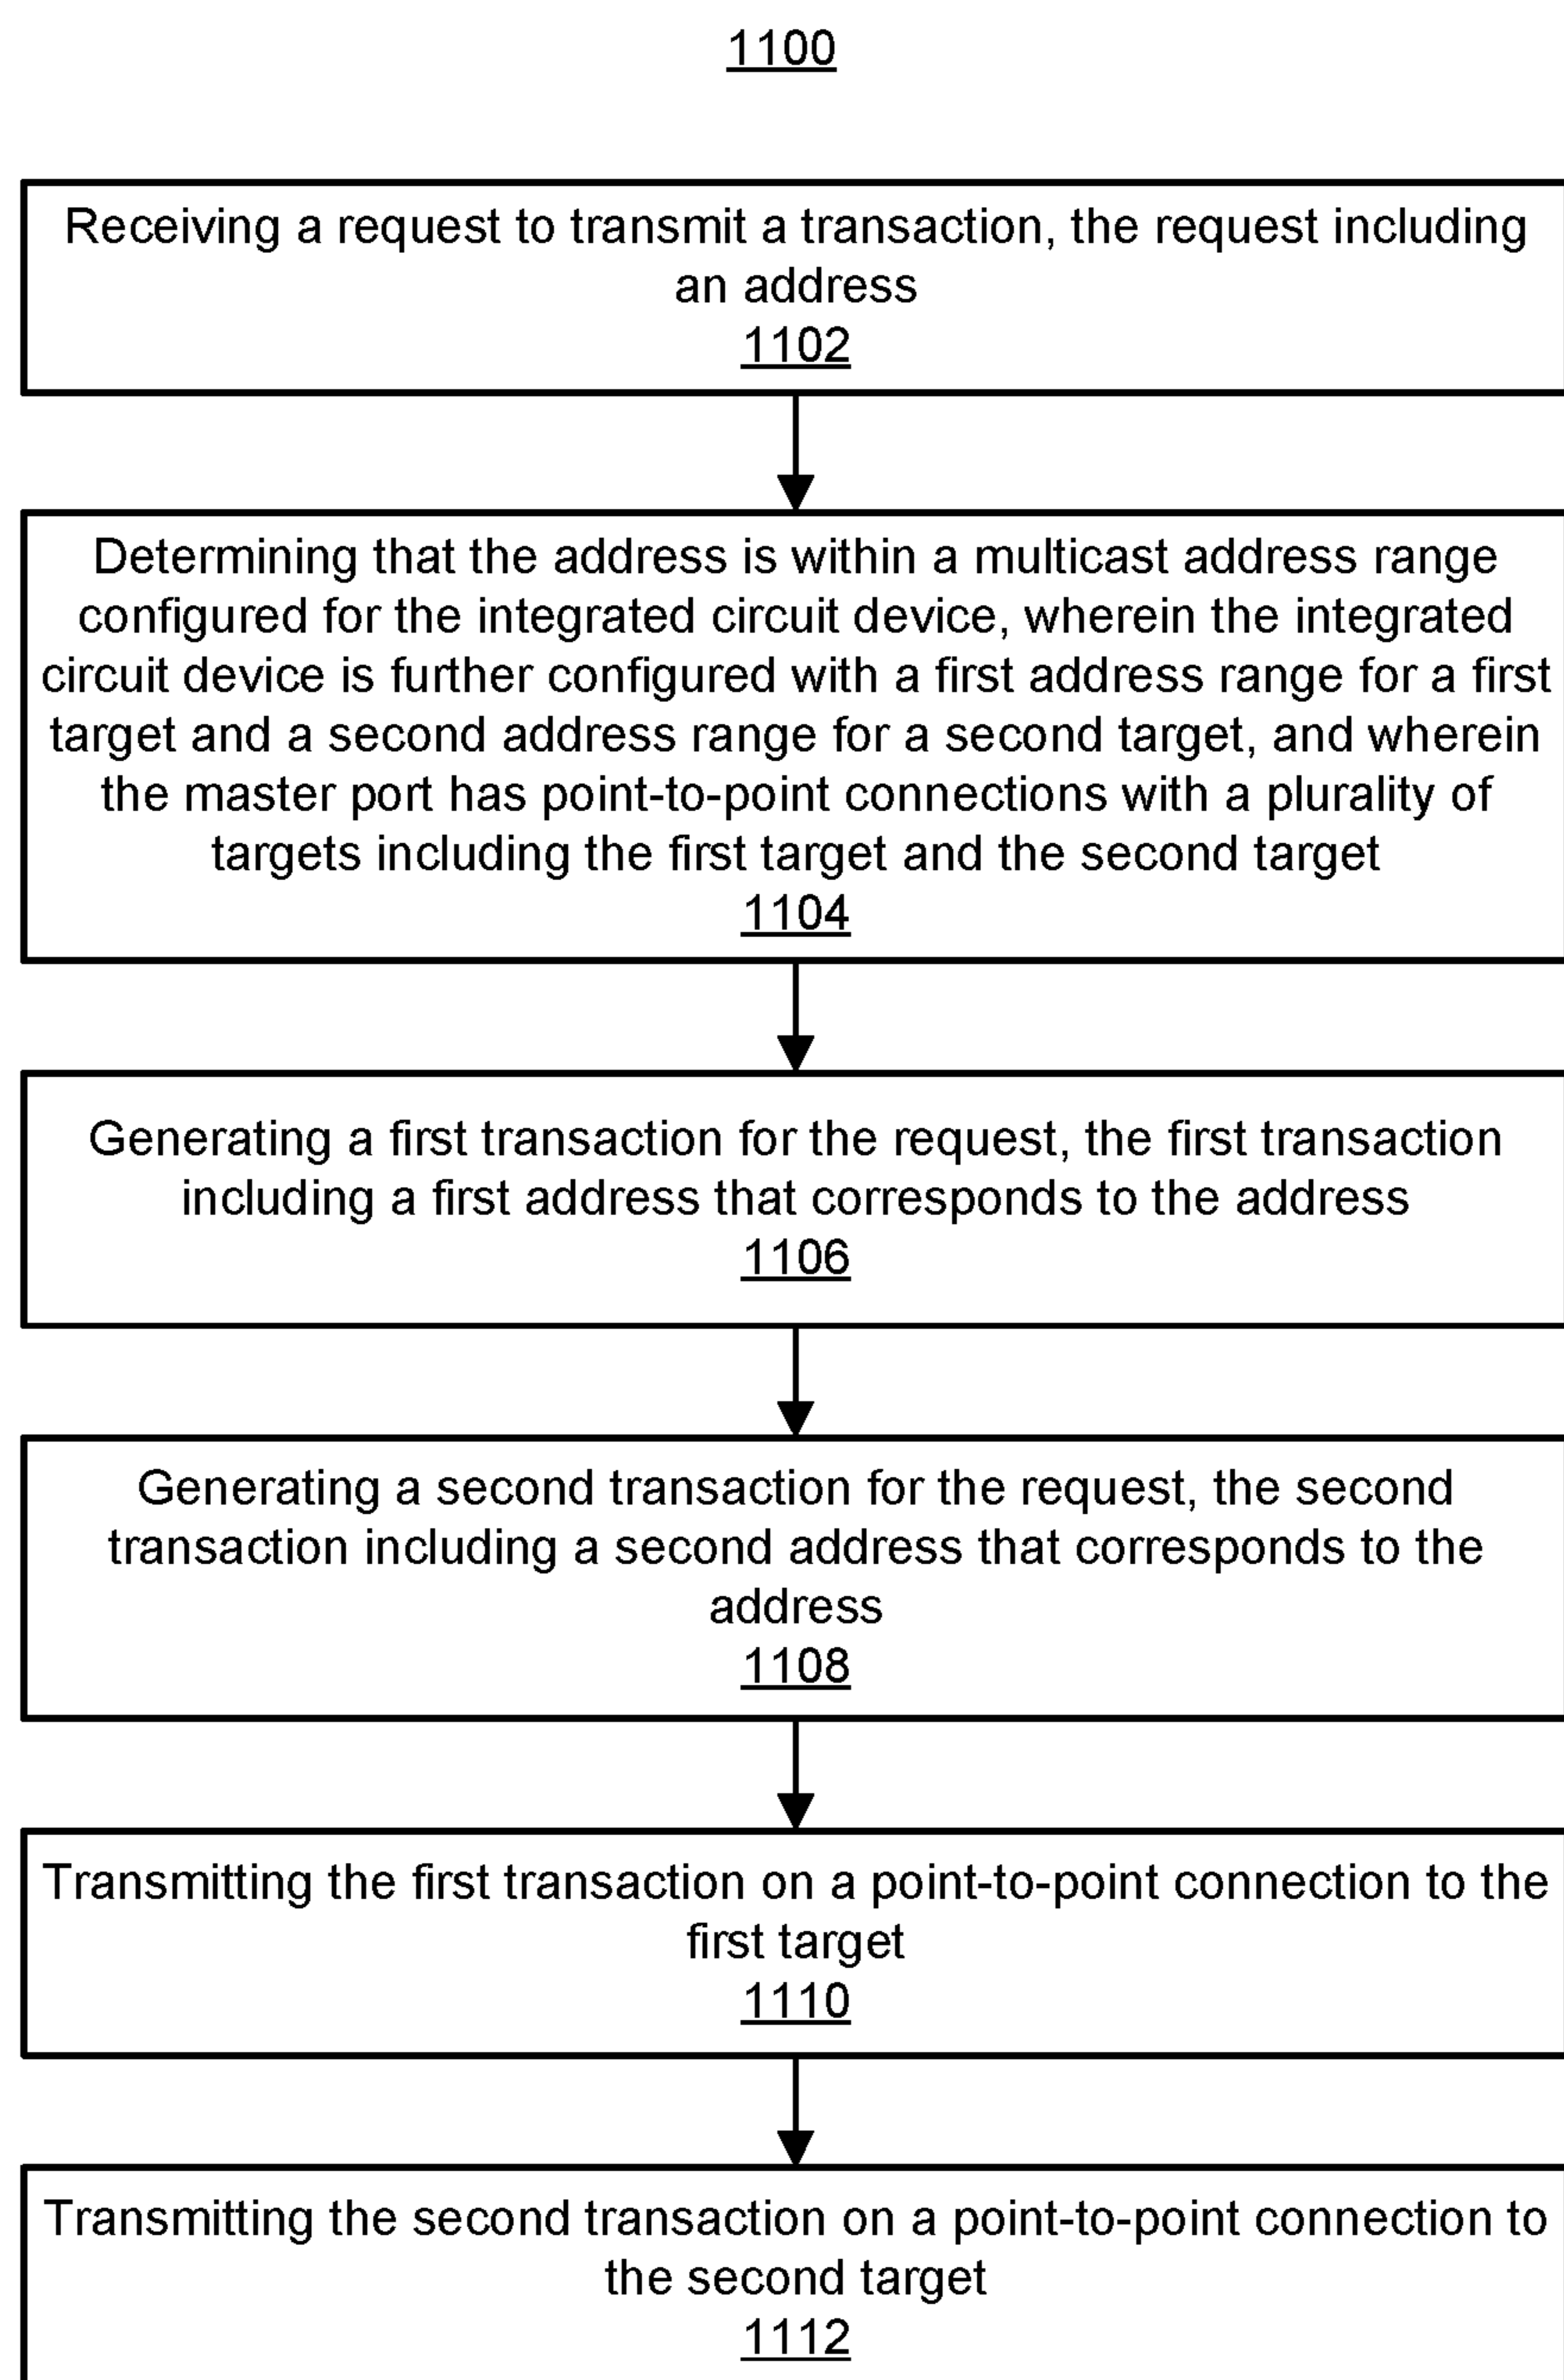 1100
Receiving a request to transmit a transaction, the request including
an address
1102
Determining that the address is within a multicast address range
configured for the integrated circuit device, wherein the integrated
circuit device is further configured with a first address range for a first
target and a second address range for a second target, and wherein
the master port has point-to-point connections with a plurality of
targets including the first target and the second target
1104
Generating a first transaction for the request, the first transaction
including a first address that corresponds to the address
1106
Generating a second transaction for the request, the second
transaction including a second address that corresponds to the
address
1108
Transmitting the first transaction on a point-to-point connection to the
first target
1110
Transmitting the second transaction on a point-to-point connection to
the second target
1112